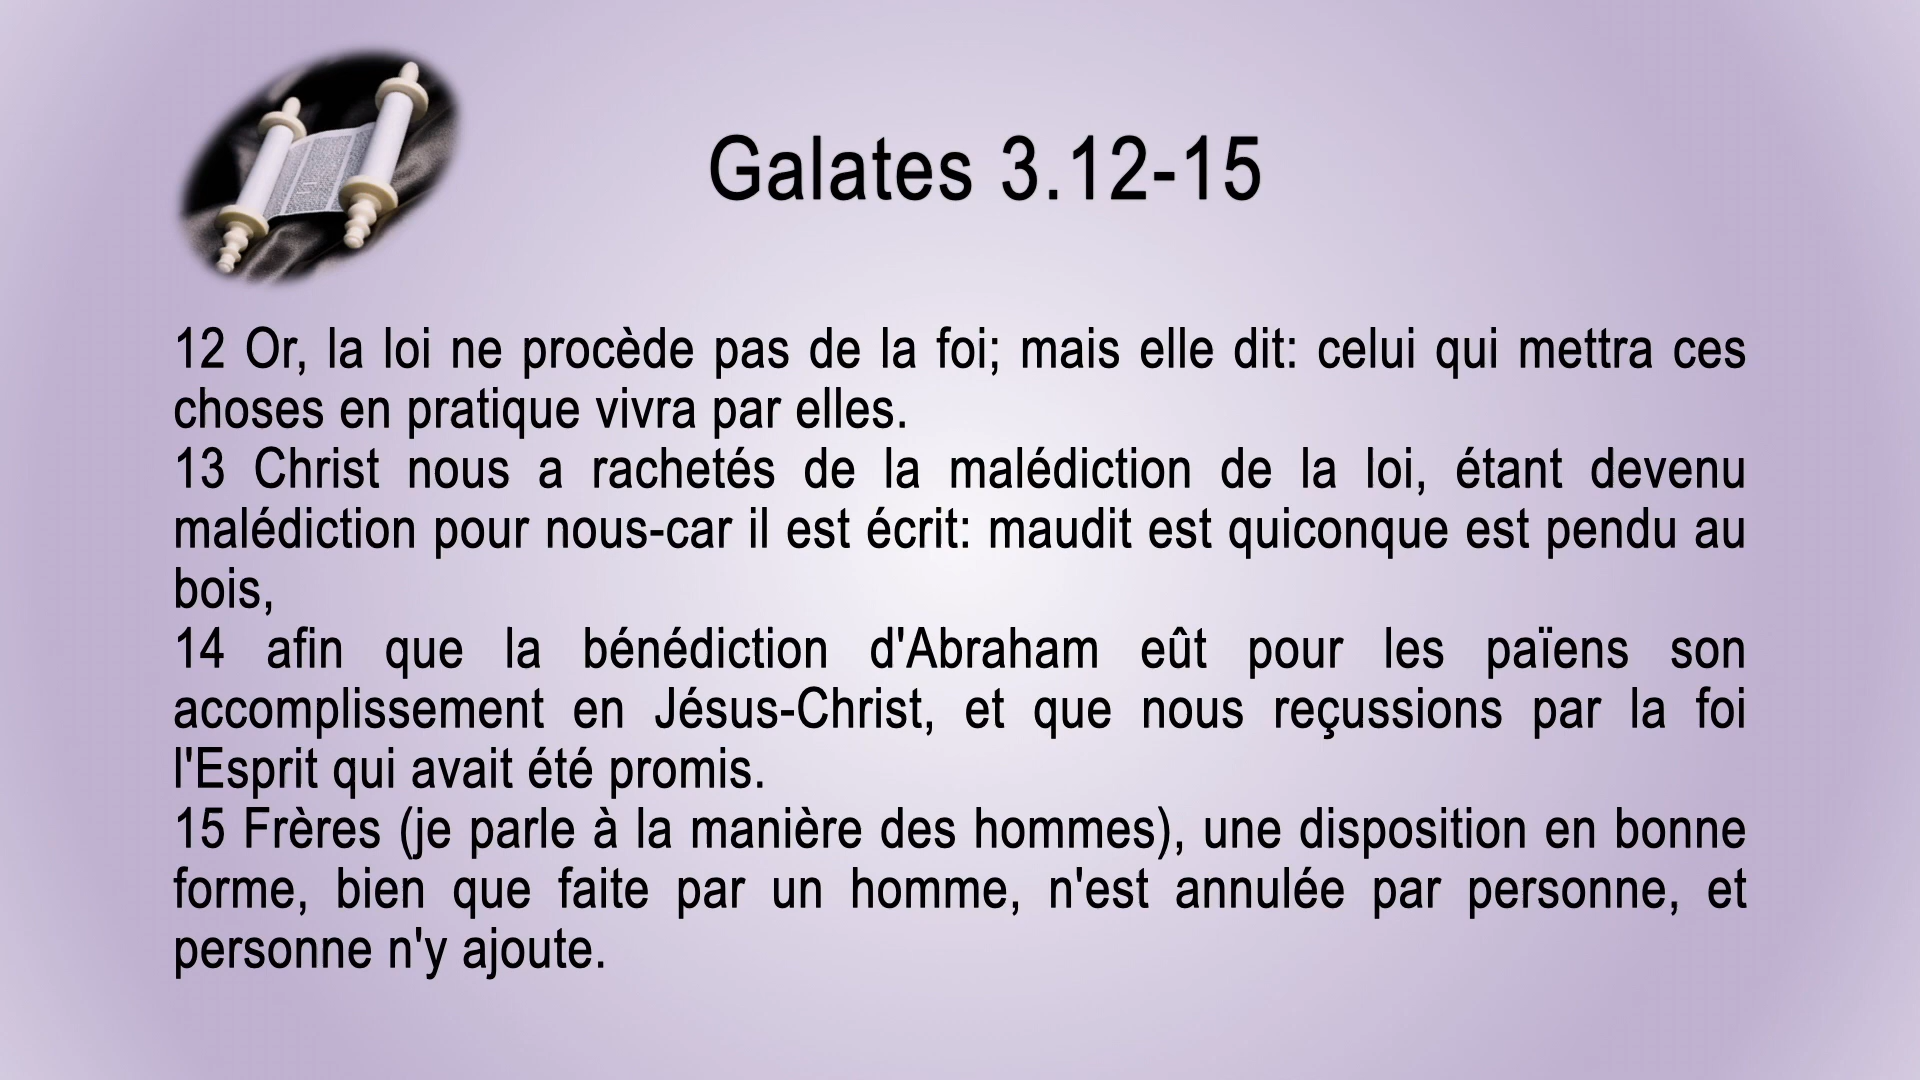 Galates 3.12-15
12 Or, la loi ne procède pas de la foi; mais elle dit: celui qui mettra ces
choses en pratique vivra par elles.
13 Christ nous a rachetés de la malédiction de la loi, étant devenu
malédiction pour nous-car il est écrit: maudit est quiconque est pendu au
bois,
14 afin que la bénédiction d'Abraham eût pour les païens son
accomplissement en Jésus-Christ, et que nous reçussions par la foi
l'Esprit qui avait été promis.
15 Frères (je parle à la manière des hommes), une disposition en bonne
forme, bien que faite par un homme, n'est annulée par personne, et
personne n'y ajoute.